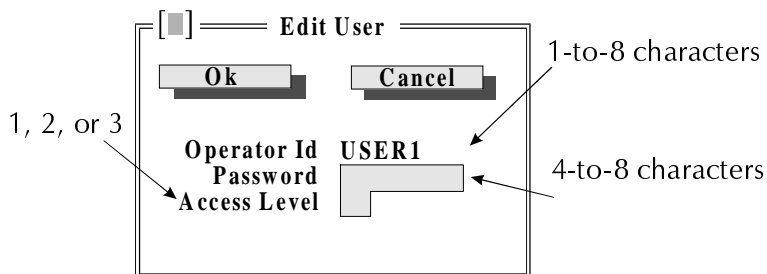 [ ] Edit User
1-to-8 characters
Ok Cancel
1, 2, or 3
Operator Id USER1
Password
4-to-8 characters
Access Level